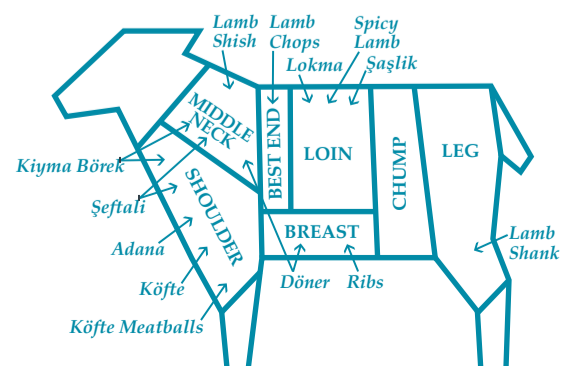 Lamb
Shish
Lamb
Chops
Spicy
Lamb
Lokma
Şaşlik
MIDDLE
NECK
BEST END
LOIN
CHUMP
LEG
Kiyma Börek
SHOULDER
Şeftali
BREAST
Adana
Lamb
Shank
Köfte
Döner
Ribs
Köfte Meatballs